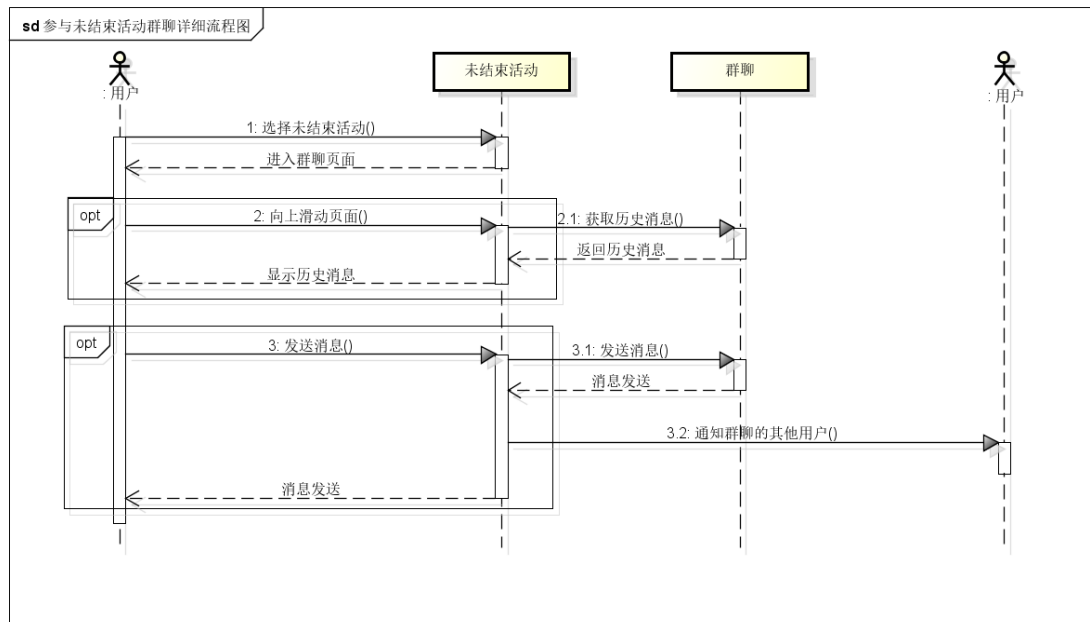 sd 参与未结束活动群聊详细流程图
: 用户
未结束活动
群聊
: 用户
1: 选择未结束活动()
进入群聊页面
opt
2: 向上滑动页面()
2.1: 获取历史消息()
返回历史消息
显示历史消息
opt
3: 发送消息()
3.1: 发送消息()
消息发送
3.2: 通知群聊的其他用户()
消息发送